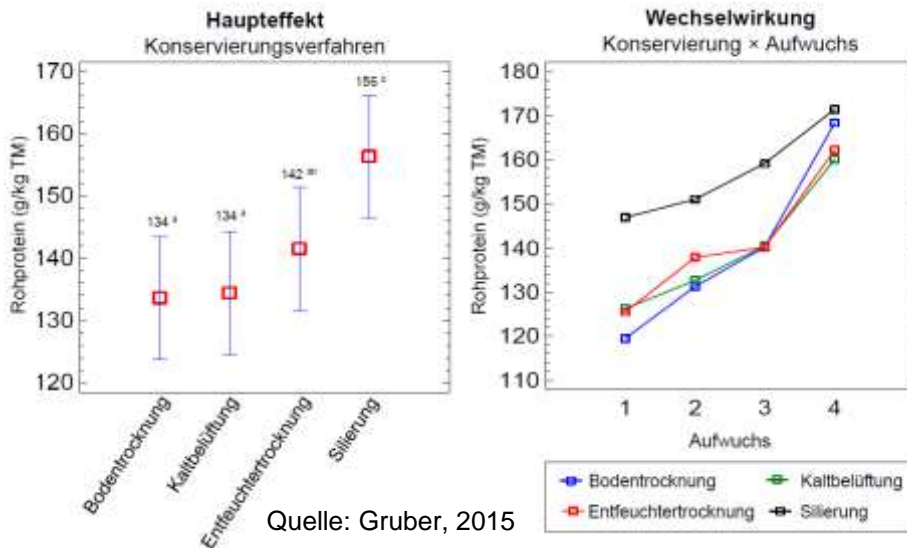 Haupteffekt
Konservierungsverfahren
Rohprotein (g/kg TM)
170
160
150
140
130
120
134 a
134 a
142
156 c
Bodentrocknung
Kaltbelüftung
Entfeuchtertrocknung
Silierung
Quelle: Gruber, 2015
Wechselwirkung
Konservierung × Aufwuchs
Rohprotein (g/kg TM)
180
170
160
150
140
130
120
110
1 2 3 4
Aufwuchs
Bodentrocknung Kaltbelüftung
Entfeuchtertrocknung Silierung